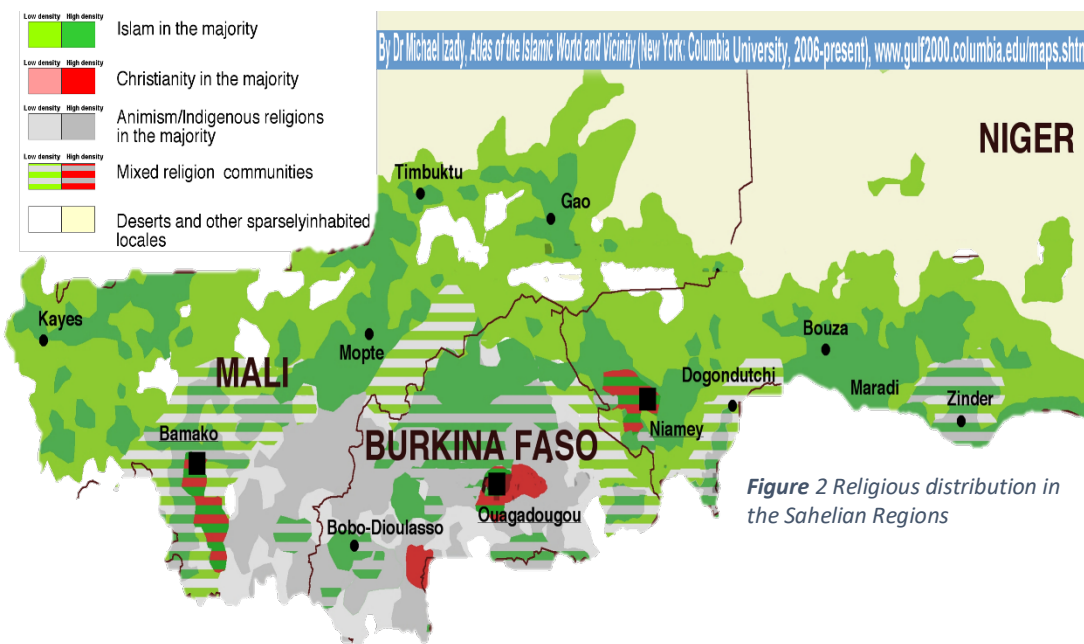 Low density High density
Islam in the majority
Low density High density
Christianity in the majority
Low density High density
Animism/Indigenous religions
in the majority
Low density High density
Mixed religion communities
Deserts and other sparselyinhabited
locales
By Dr Michael Izady, Atlas of the Islamic World and Vicinity (New York: Columbia University, 2006-present), www.gulf2000.columbia.edu/maps.shtm
NIGER
Timbuktu
Gao
Kayes
Mopte
Bouza
MALI
Dogondutchi
Maradi
Zinder
Niamey
Bamako
BURKINA FASO
Ouagadougou
Bobo-Dioulasso
Figure 2 Religious distribution in
the Sahelian Regions